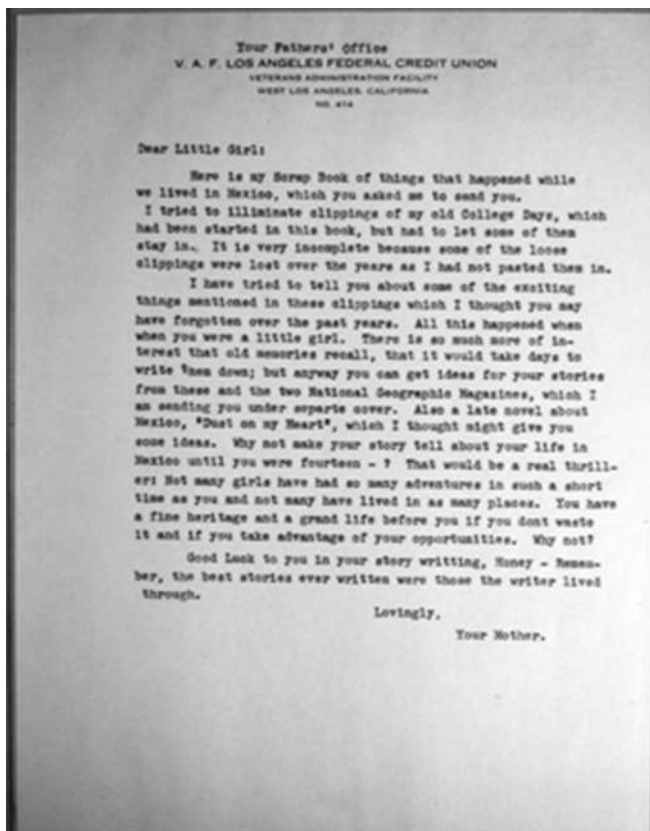 Your Fathers' Office
V. A. F. LOS ANGELES FEDERAL CREDIT UNION
VETERANS ADMINISTRATION FACILITY
WEST LOS ANGELES, CALIFORNIA
NO. 414
Dear Little Girl:
Here is my Scrap Book of things that happened while
we lived in Mexico, which you asked me to send you.
I tried to illiminate clippings of my old College Days, which
had been started in this book, but had to let some of them
stay in. It is very incomplete because some of the loose
clippings were lost over the years as I had not pasted them in.
I have tried to tell you about some of the exciting
things mentioned in these clippings which I thought you may
have forgotten over the past years. All this happened when
when you were a little girl. There is so much more of in-
terest that old memories recall, that it would take days to
write them down; but anyway you can get ideas for your stories
from these and the two National Geographic Magazines, which I
am sending you under separte cover. Also a late novel about
Mexico, "Dust on my Heart", which I thought might give you
some ideas. Why not make your story tell about your life in
Mexico until you were fourteen - ? That would be a real thrill-
er: Not many girls have had so many adventures in such a short
time as you and not many have lived in as many places. You have
a fine heritage and a grand life before you if you dont waste
it and if you take advantage of your opportunities. Why not?
Good Luck to you in your story writting, Honey - Remem-
ber, the best stories ever written were those the writer lived
through.
Lovingly,
Your Mother.